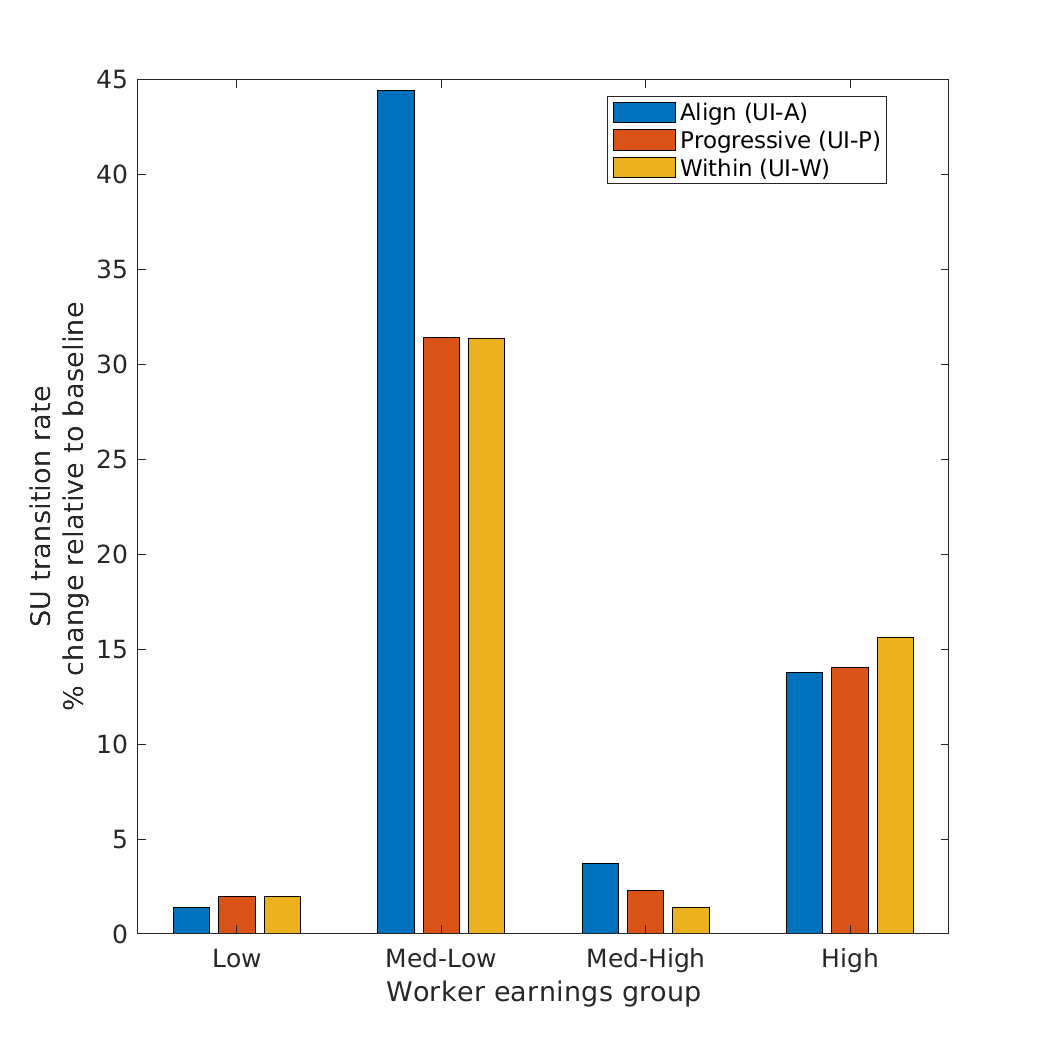 45
40
35
30
25
20
15
10
5
0
SU transition rate
% change relative to baseline
Align (UI-A)
Progressive (UI-P)
Within (UI-W)
Low
Med-Low
Med-High
High
Worker earnings group